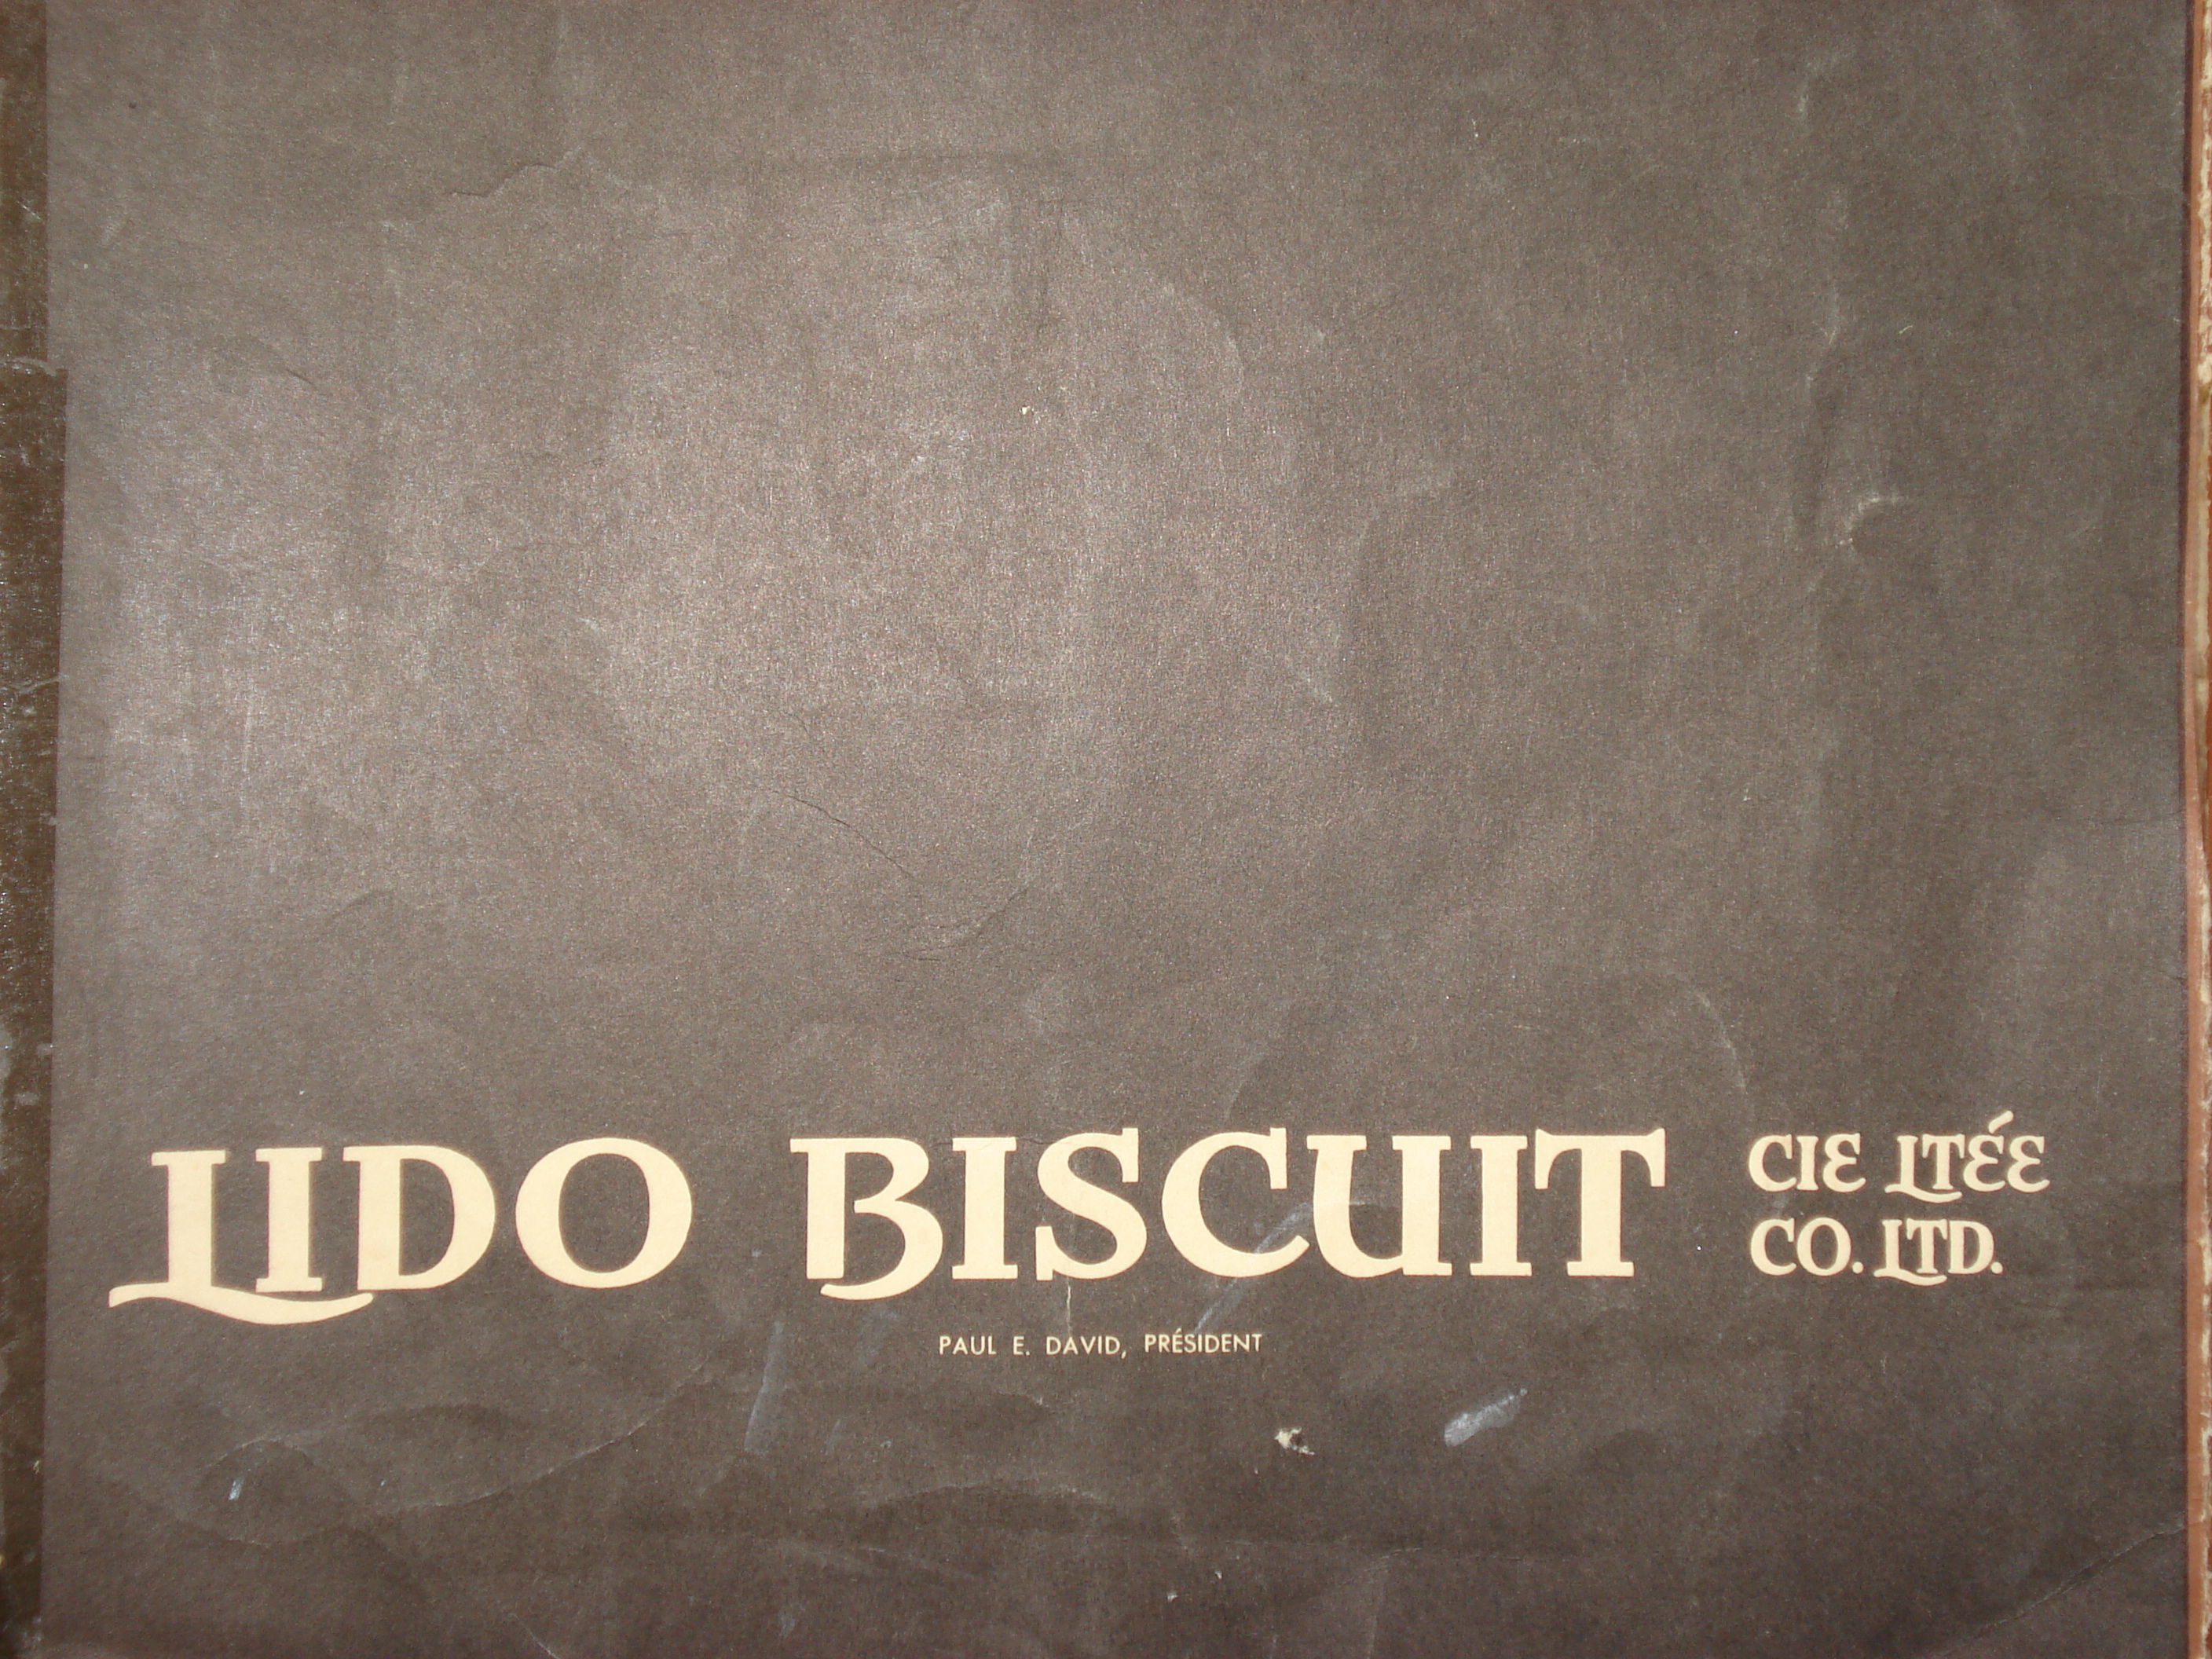 LIDO BISCUIT CIE LTÉE
CO. LTD.
PAUL E. DAVID, PRÉSIDENT